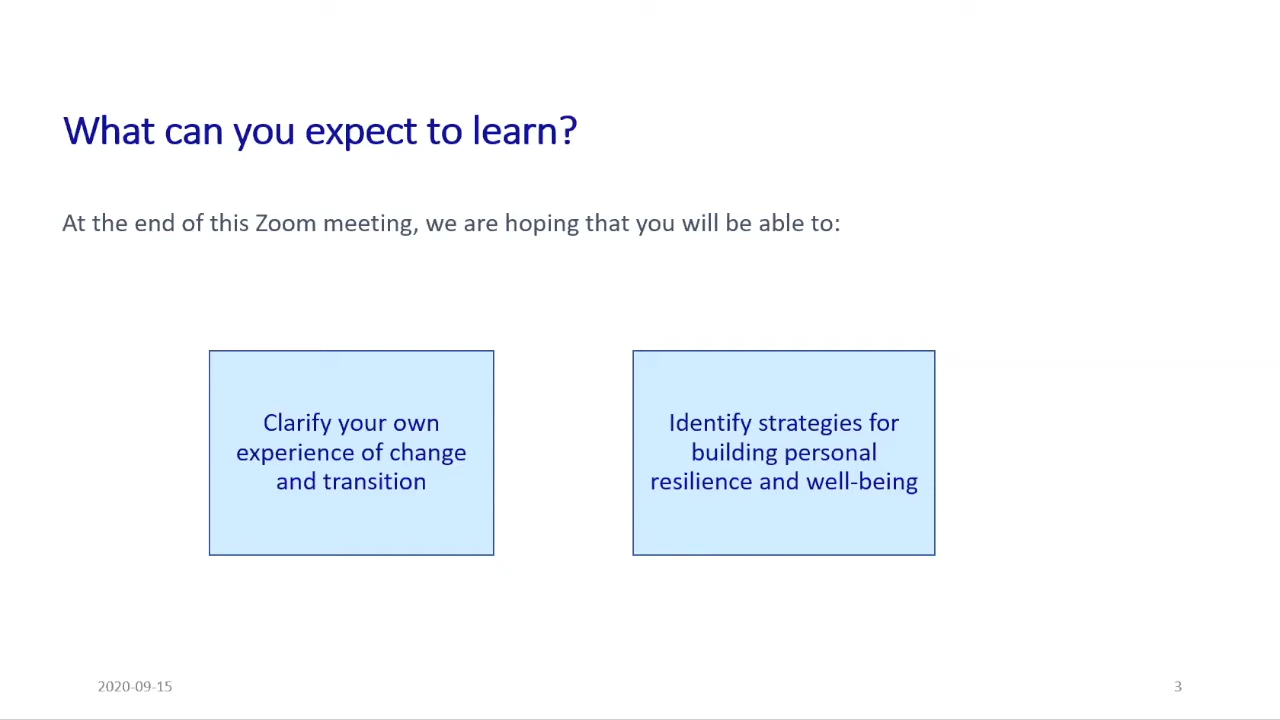 What can you expect to learn?
At the end of this Zoom meeting, we are hoping that you will be able to:
Clarify your own
experience of change
and transition
Identify strategies for
building personal
resilience and well-being
2020-09-15
3